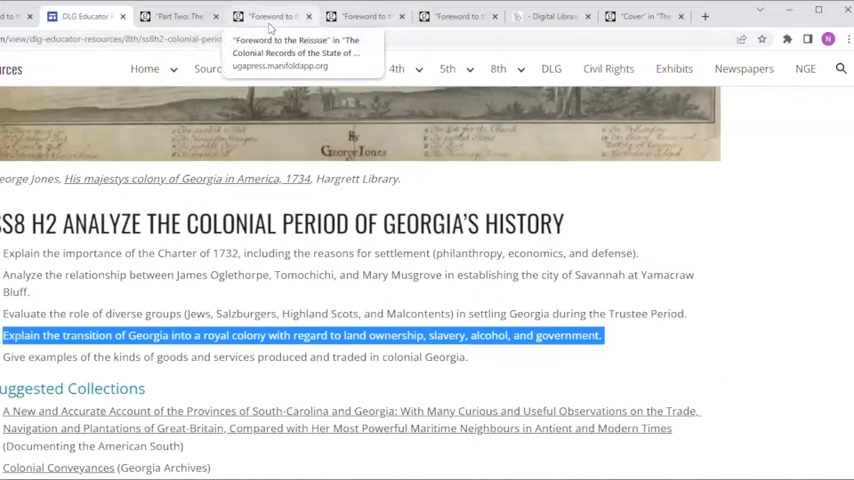 d to th
DLG Educator F
"Part Two: The
"Foreword to th
"Foreword to th
"Foreword to th
- Digital Librar
"Cover" in "The
m/view/dlg-educator-resources/8th/ss8h2-colonial-perio
"Foreword to the Reissue" in "The
Colonial Records of the State of ...
ugapress.manifoldapp.org
N
urces
Home
Sour
4th
5th
8th
DLG
Civil Rights
Exhibits
Newspapers
NGE
By
George Jones
eorge Jones, His majestys colony of Georgia in America, 1734, Hargrett Library.
SS8 H2 ANALYZE THE COLONIAL PERIOD OF GEORGIA'S HISTORY
Explain the importance of the Charter of 1732, including the reasons for settlement (philanthropy, economics, and defense).
Analyze the relationship between James Oglethorpe, Tomochichi, and Mary Musgrove in establishing the city of Savannah at Yamacraw
Bluff.
Evaluate the role of diverse groups (Jews, Salzburgers, Highland Scots, and Malcontents) in settling Georgia during the Trustee Period.
Explain the transition of Georgia into a royal colony with regard to land ownership, slavery, alcohol, and government.
Give examples of the kinds of goods and services produced and traded in colonial Georgia.
uggested Collections
A New and Accurate Account of the Provinces of South-Carolina and Georgia: With Many Curious and Useful Observations on the Trade,
Navigation and Plantations of Great-Britain, Compared with Her Most Powerful Maritime Neighbours in Antient and Modern Times
(Documenting the American South)
Colonial Conveyances (Georgia Archives)